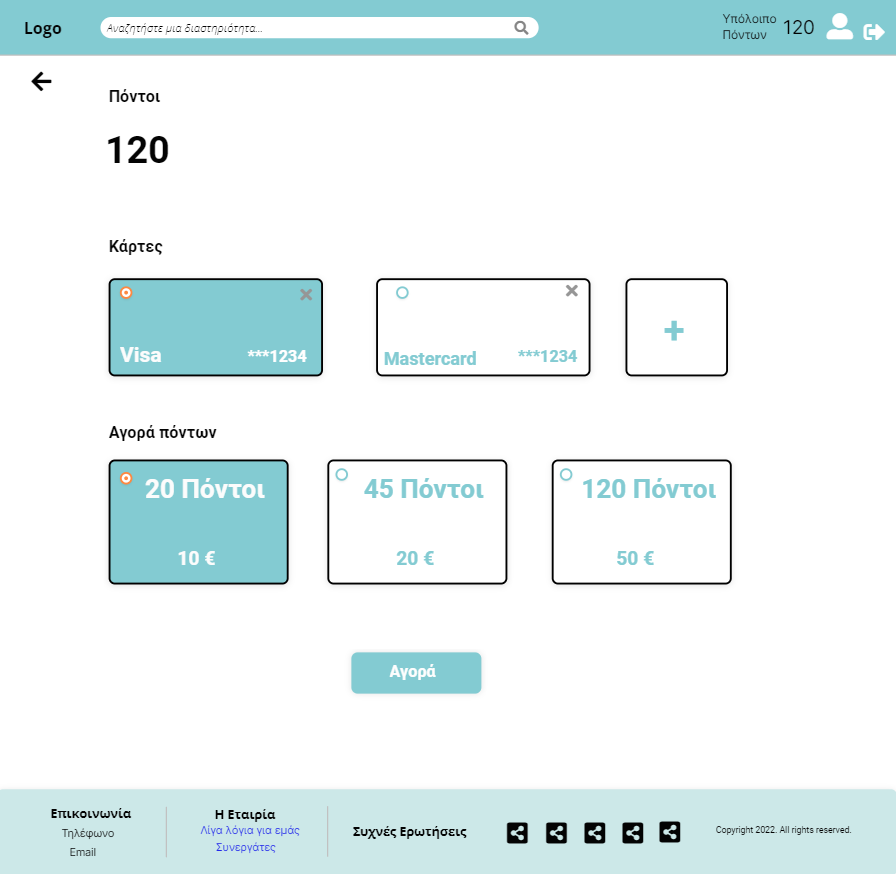 Logo
Αναζητήστε μια διαστηριότητα...
Υπόλοιπο
Πόντων
120
Πόντοι
120
Κάρτες
Visa
***1234
Mastercard
***1234
+
Αγορά πόντων
20 Πόντοι
45 Πόντοι
120 Πόντοι
10 €
20 €
50 €
Αγορά
Επικοινωνία
Τηλέφωνο
Email
Η Εταιρία
Λίγα λόγια για εμάς
Συνεργάτες
Συχνές Ερωτήσεις
Copyright 2022. All rights reserved.